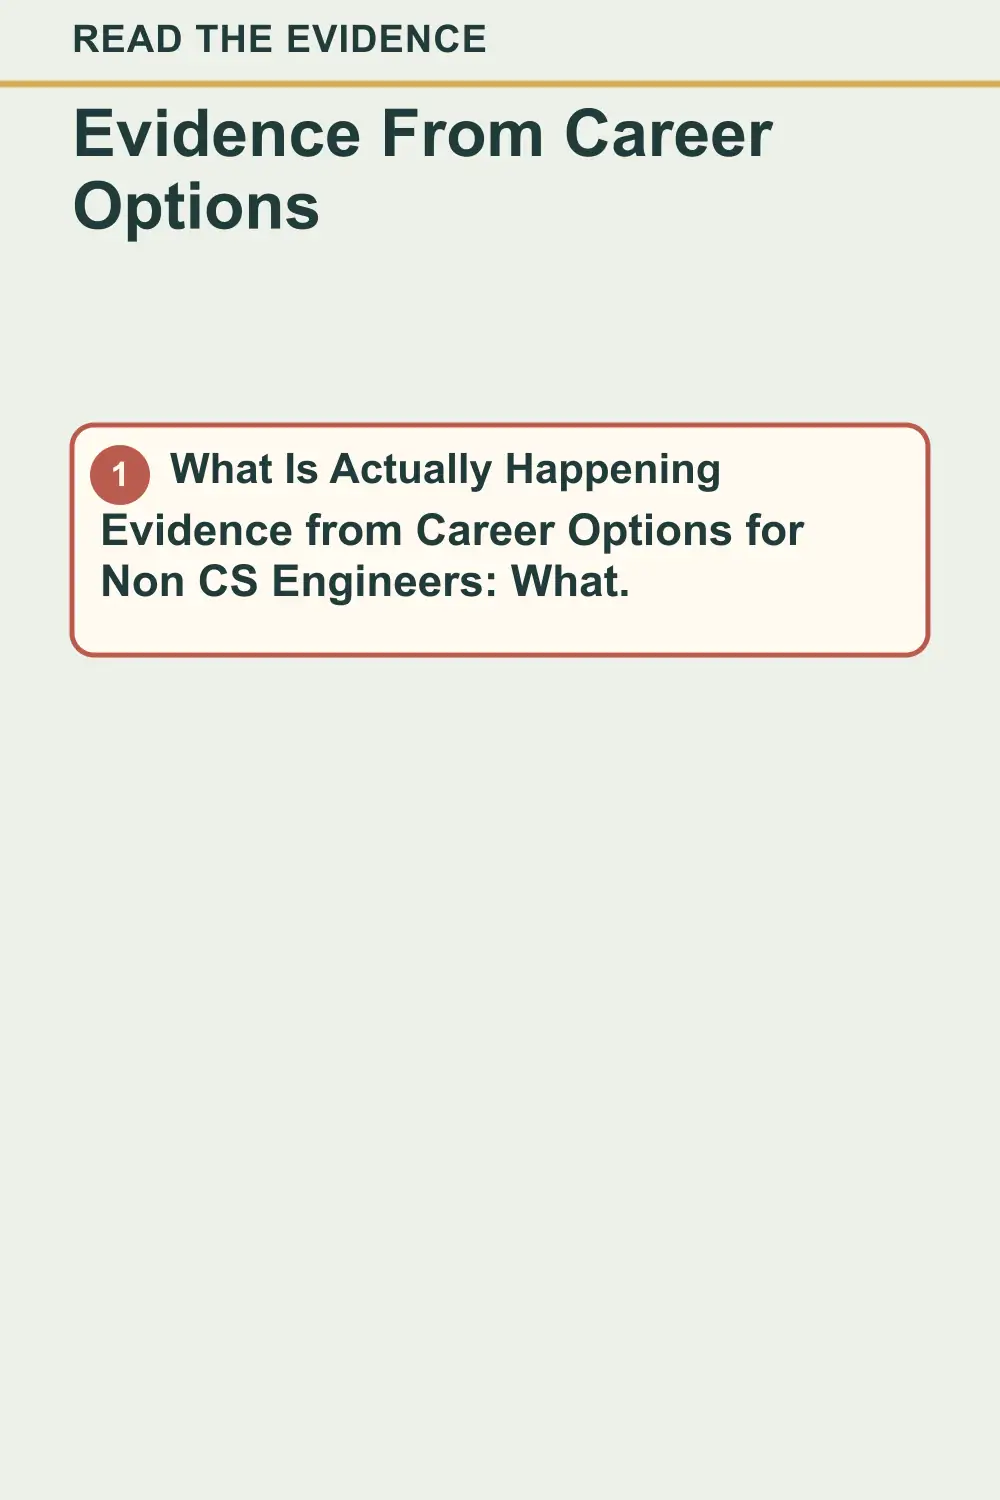 READ THE EVIDENCE
Evidence From Career
Options
1 What Is Actually Happening
Evidence from Career Options for
Non CS Engineers: What.